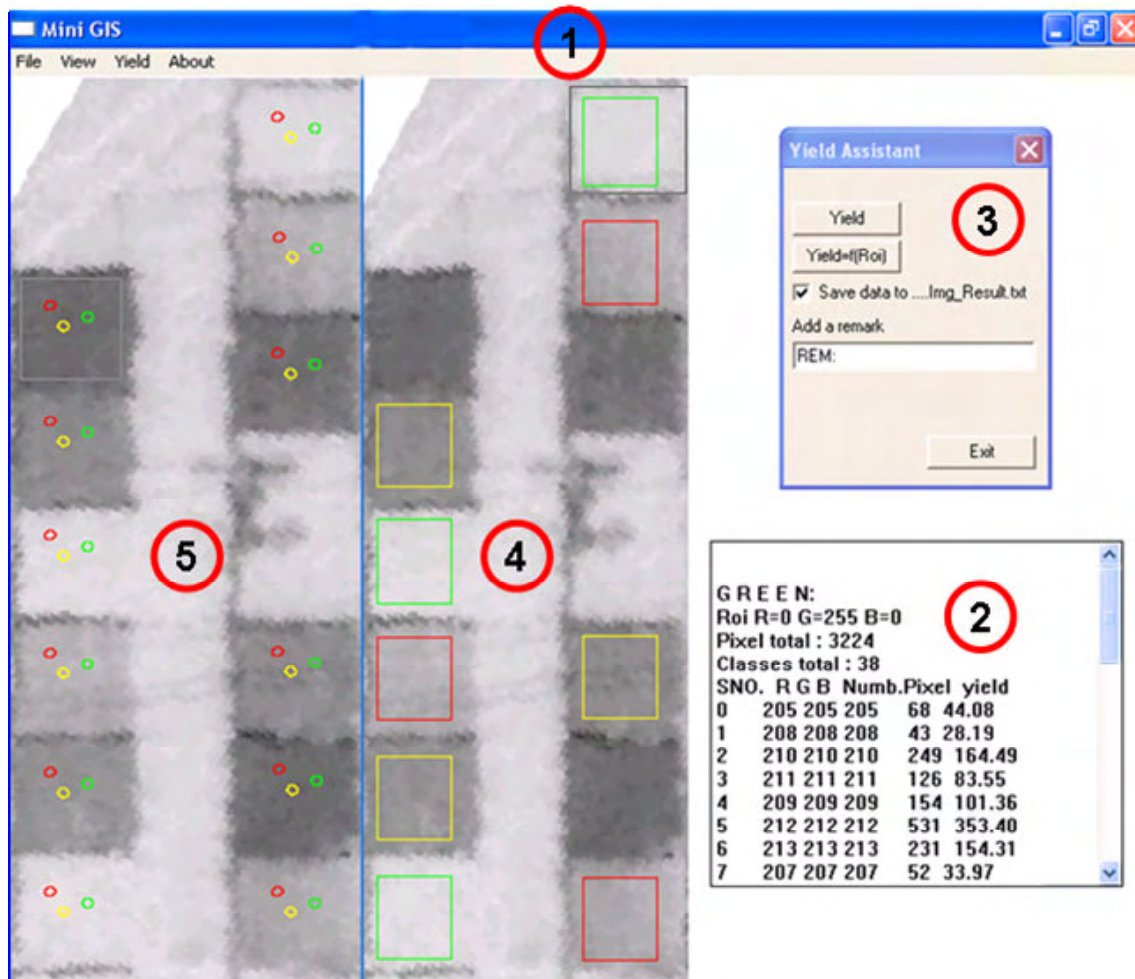 Mini GIS
1
File View Yield About
Yield Assistant
3
Yield
Yield=f(Roi)
Save data to ....Img_Result.txt
Add a remark
REM:
Exit
5
4
2
G R E E N:
Roi R=0 G=255 B=0
Pixel total : 3224
Classes total : 38
SNO. R G B Numb.Pixel yield
0 205 205 205 68 44.08
1 208 208 208 43 28.19
2 210 210 210 249 164.49
3 211 211 211 126 83.55
4 209 209 209 154 101.36
5 212 212 212 531 353.40
6 213 213 213 231 154.31
7 207 207 207 52 33.97